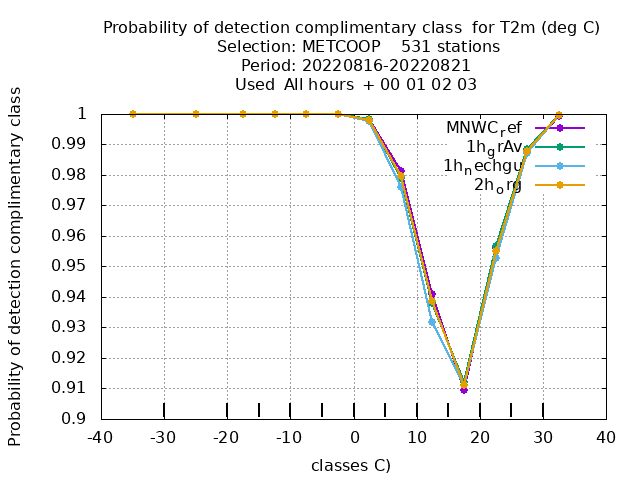 Probability of detection complimentary class for T2m (deg C)
Selection: METCOOP 531 stations
Period: 20220816-20220821
Used All hours + 00 01 02 03
Probability of detection complimentary class
1
0.99
0.98
0.97
0.96
0.95
0.94
0.93
0.92
0.91
0.9
MNWC_ref
1h_grAv
1h_nechgu
2h_org
-40 -30 -20 -10 0 10 20 30 40
classes C)